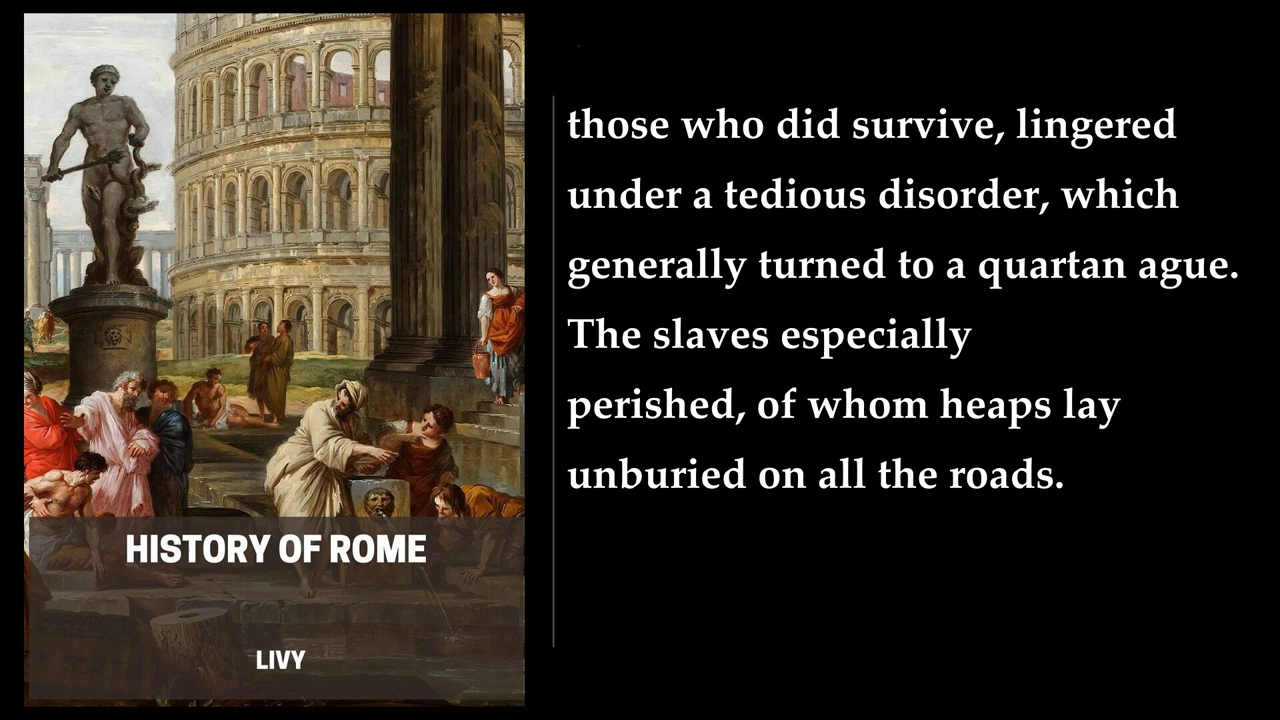 HISTORY OF ROME
LIVY
those who did survive, lingered
under a tedious disorder, which
generally turned to a quartan ague.
The slaves especially
perished, of whom heaps lay
unburied on all the roads.